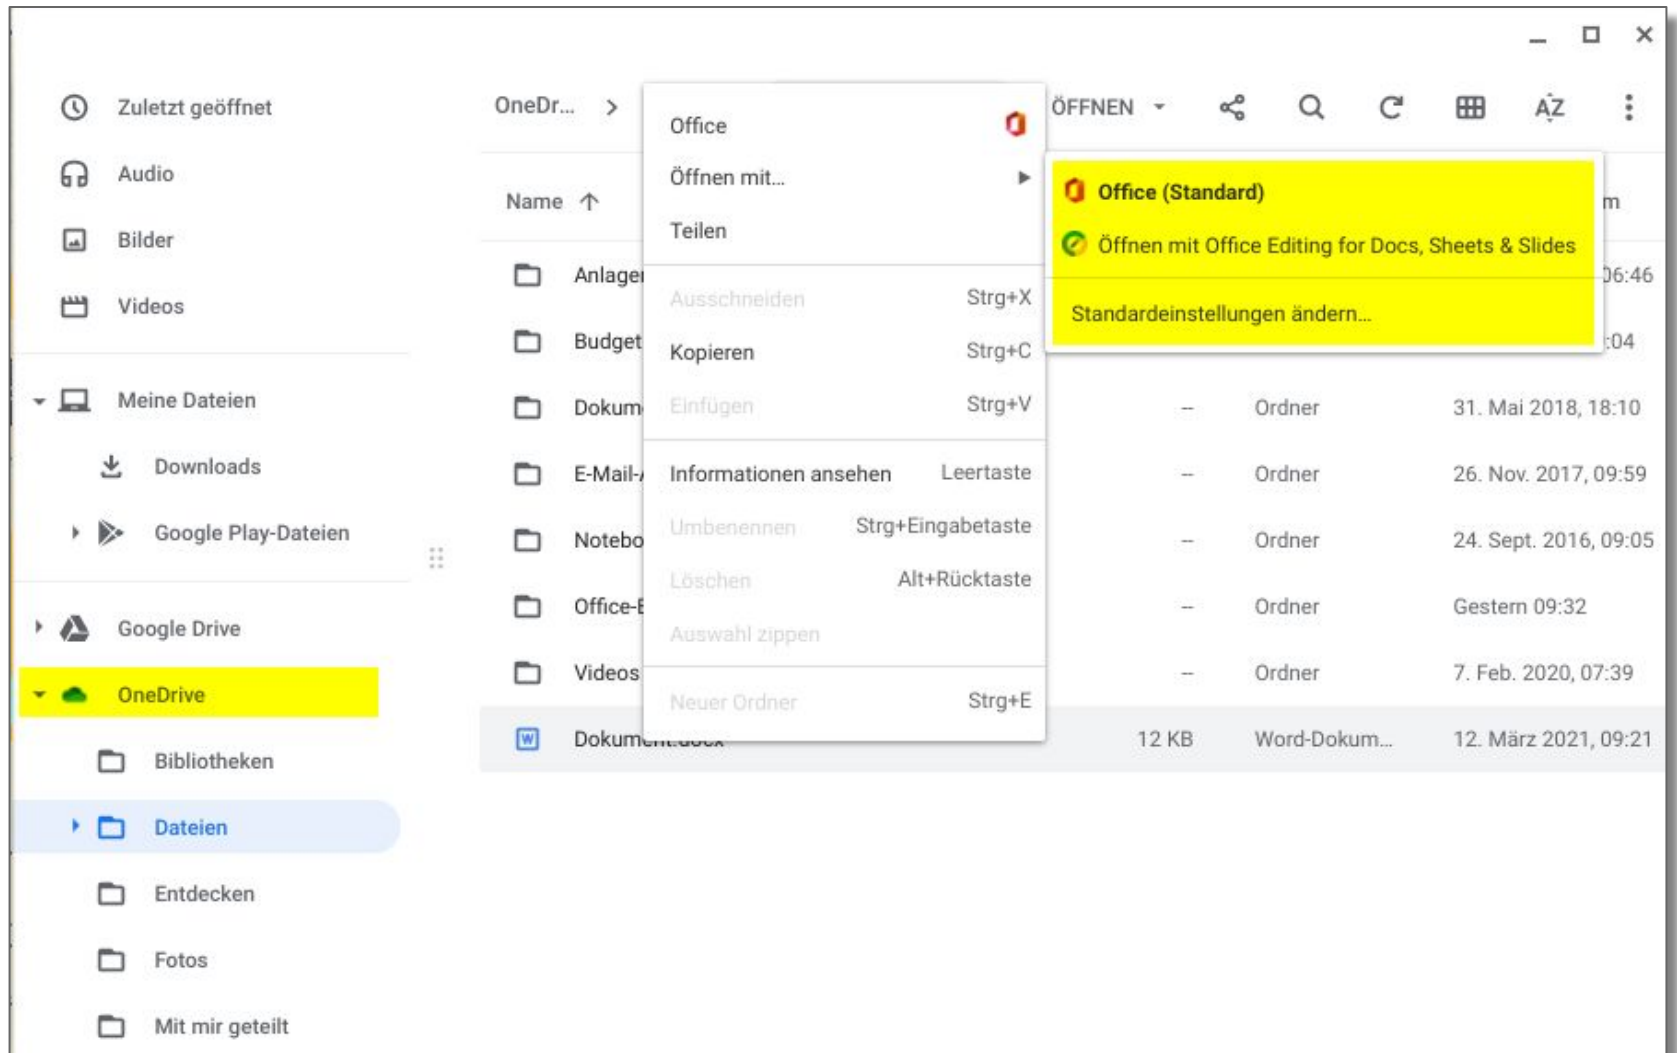 Zuletzt geöffnet
Audio
Bilder
Videos
Meine Dateien
Downloads
Google Play-Dateien
Google Drive
OneDrive
Bibliotheken
Dateien
Entdecken
Fotos
Mit mir geteilt
OneDr... >
ÖFFNEN
AZ
Name
Anlagen
Budget
Dokum
-- Ordner 31. Mai 2018, 18:10
E-Mail-A
-- Ordner 26. Nov. 2017, 09:59
Notebo
-- Ordner 24. Sept. 2016, 09:05
Office-E
-- Ordner Gestern 09:32
Videos
-- Ordner 7. Feb. 2020, 07:39
W Dokument.docx 12 KB Word-Dokum... 12. März 2021, 09:21
m
06:46
:04
Office
Öffnen mit...
Teilen
Ausschneiden Strg+X
Kopieren Strg+C
Einfügen Strg+V
Informationen ansehen Leertaste
Umbenennen Strg+Eingabetaste
Löschen Alt+Rücktaste
Auswahl zippen
Neuer Ordner Strg+E
Office (Standard)
Öffnen mit Office Editing for Docs, Sheets & Slides
Standardeinstellungen ändern...